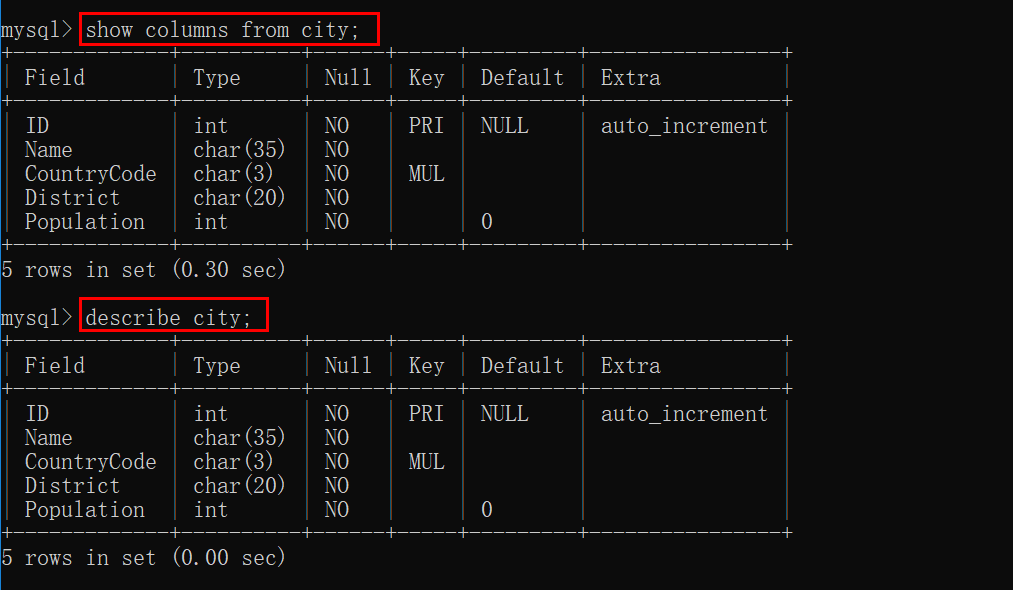 mysql> show columns from city;
+-------------+----------+------+-----+---------+----------------+
| Field       | Type     | Null | Key | Default | Extra          |
+-------------+----------+------+-----+---------+----------------+
| ID          | int      | NO   | PRI | NULL    | auto_increment |
| Name        | char(35) | NO   |     |         |                |
| CountryCode | char(3)  | NO   | MUL |         |                |
| District    | char(20) | NO   |     |         |                |
| Population  | int      | NO   |     | 0       |                |
+-------------+----------+------+-----+---------+----------------+
5 rows in set (0.30 sec)
mysql> describe city;
+-------------+----------+------+-----+---------+----------------+
| Field       | Type     | Null | Key | Default | Extra          |
+-------------+----------+------+-----+---------+----------------+
| ID          | int      | NO   | PRI | NULL    | auto_increment |
| Name        | char(35) | NO   |     |         |                |
| CountryCode | char(3)  | NO   | MUL |         |                |
| District    | char(20) | NO   |     |         |                |
| Population  | int      | NO   |     | 0       |                |
+-------------+----------+------+-----+---------+----------------+
5 rows in set (0.00 sec)